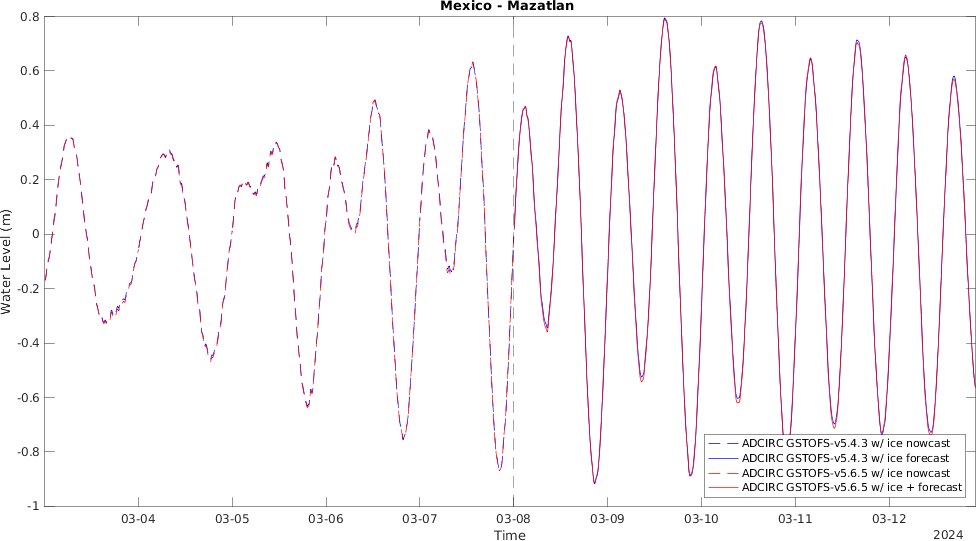 Mexico - Mazatlan
0.8
0.6
0.4
0.2
0
-0.2
-0.4
-0.6
-0.8
-1
Water Level (m)
ADCIRC GSTOFS-v5.4.3 w/ ice nowcast
ADCIRC GSTOFS-v5.4.3 w/ ice forecast
ADCIRC GSTOFS-v5.6.5 w/ ice nowcast
ADCIRC GSTOFS-v5.6.5 w/ ice + forecast
03-04 03-05 03-06 03-07 03-08 03-09 03-10 03-11 03-12
Time
2024